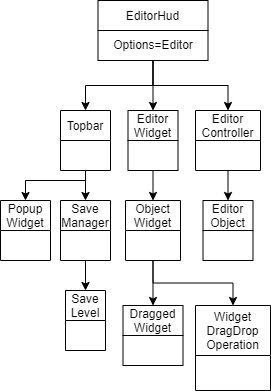 EditorHud
Options=Editor
Topbar
Editor
Widget
Editor
Controller
Popup
Widget
Save
Manager
Object
Widget
Editor
Object
Save
Level
Dragged
Widget
Widget
DragDrop
Operation